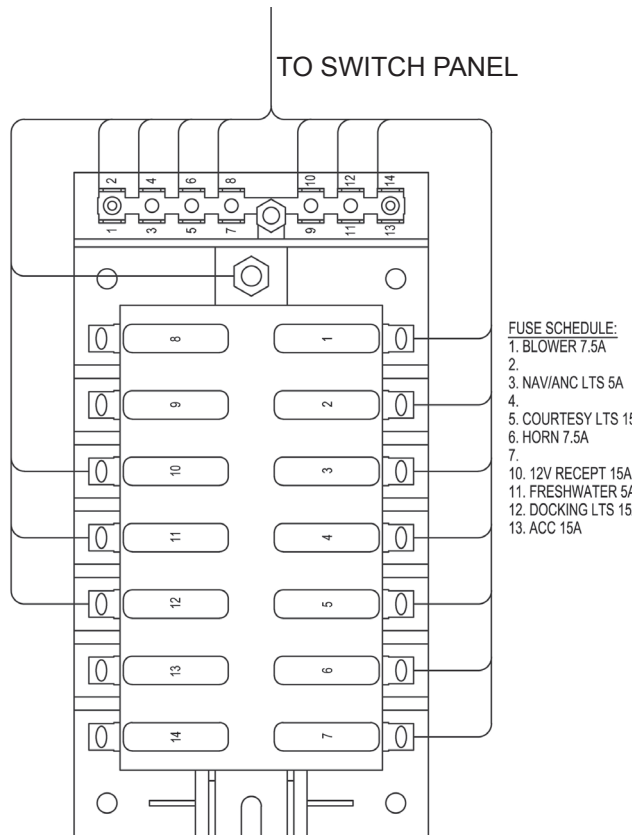 TO SWITCH PANEL
2 4 6 8 10 12 14
1 3 5 7 9 11 13
8 1
9 2
10 3
11 4
12 5
13 6
14 7
FUSE SCHEDULE:
1. BLOWER 7.5A
2.
3. NAV/ANC LTS 5A
4.
5. COURTESY LTS 15
6. HORN 7.5A
7.
10. 12V RECEPT 15A
11. FRESHWATER 5A
12. DOCKING LTS 15
13. ACC 15A